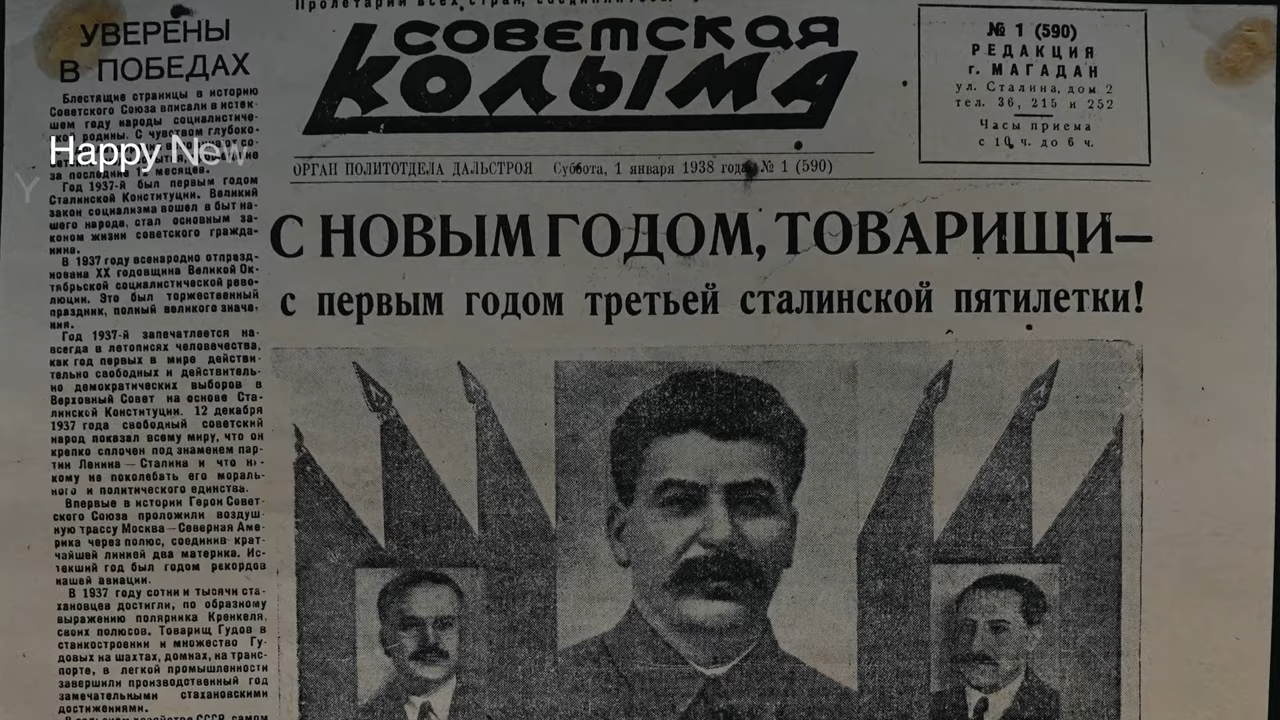 Пролетарии всех стран, соединяйтесь
УВЕРЕНЫ
В ПОБЕДАХ
Блестящие страницы в историю
Советского Союза вписали в истек-
шем году народы социалистиче-
ской родины. С чувством глубоко-
за последние 12 месяцев.
Год 1937-й был первым годом
Сталинской Конституции. Великий
закон социализма вошел в быт на-
шего народа, стал основным за-
коном жизни советского гражда-
нина.
В 1937 году всенародно отпразд-
нована XX годовщина Великой Ок-
тябрьской социалистической рево-
люции. Это был торжественный
праздник, полный великого значе-
ния.
Год 1937-й запечатлеется на-
всегда в летописях человечества,
как год первых в мире действи-
тельно свободных и действитель-
но демократических выборов в
Верховный Совет на основе Ста-
линской Конституции. 12 декабря
1937 года свободный советский
народ показал всему миру, что он
крепко сплочен под знаменем пар-
тии Ленина — Сталина и что ни-
кому не поколебать его мораль-
ного и политического единства.
Впервые в истории Герои Совет-
ского Союза проложили воздуш-
ную трассу Москва — Северная Аме-
рика через полюс, соединив крат-
чайшей линией два материка. Ис-
текший год был годом рекордов
нашей авиации.
В 1937 году сотни и тысячи ста-
хановцев достигли, по образному
выражению полярника Кренкеля,
своих полюсов. Товарищ Гудов в
станкостроении и множество Гу-
довых на шахтах, домнах, на транс-
порте, в легкой промышленности
завершили производственный год
замечательными стахановскими
достижениями.
В сельском хозяйстве СССР самом
Happy New
Y
СОВЕТСКАЯ
КОЛЫМА
№ 1 (590)
РЕДАКЦИЯ
г. МАГАДАН
ул. Сталина, дом 2
тел. 36, 215 и 252
Часы приема
с 10 ч. до 6 ч.
ОРГАН ПОЛИТОТДЕЛА ДАЛЬСТРОЯ Суббота, 1 января 1938 года № 1 (590)
С НОВЫМ ГОДОМ, ТОВАРИЩИ—
с первым годом третьей сталинской пятилетки!